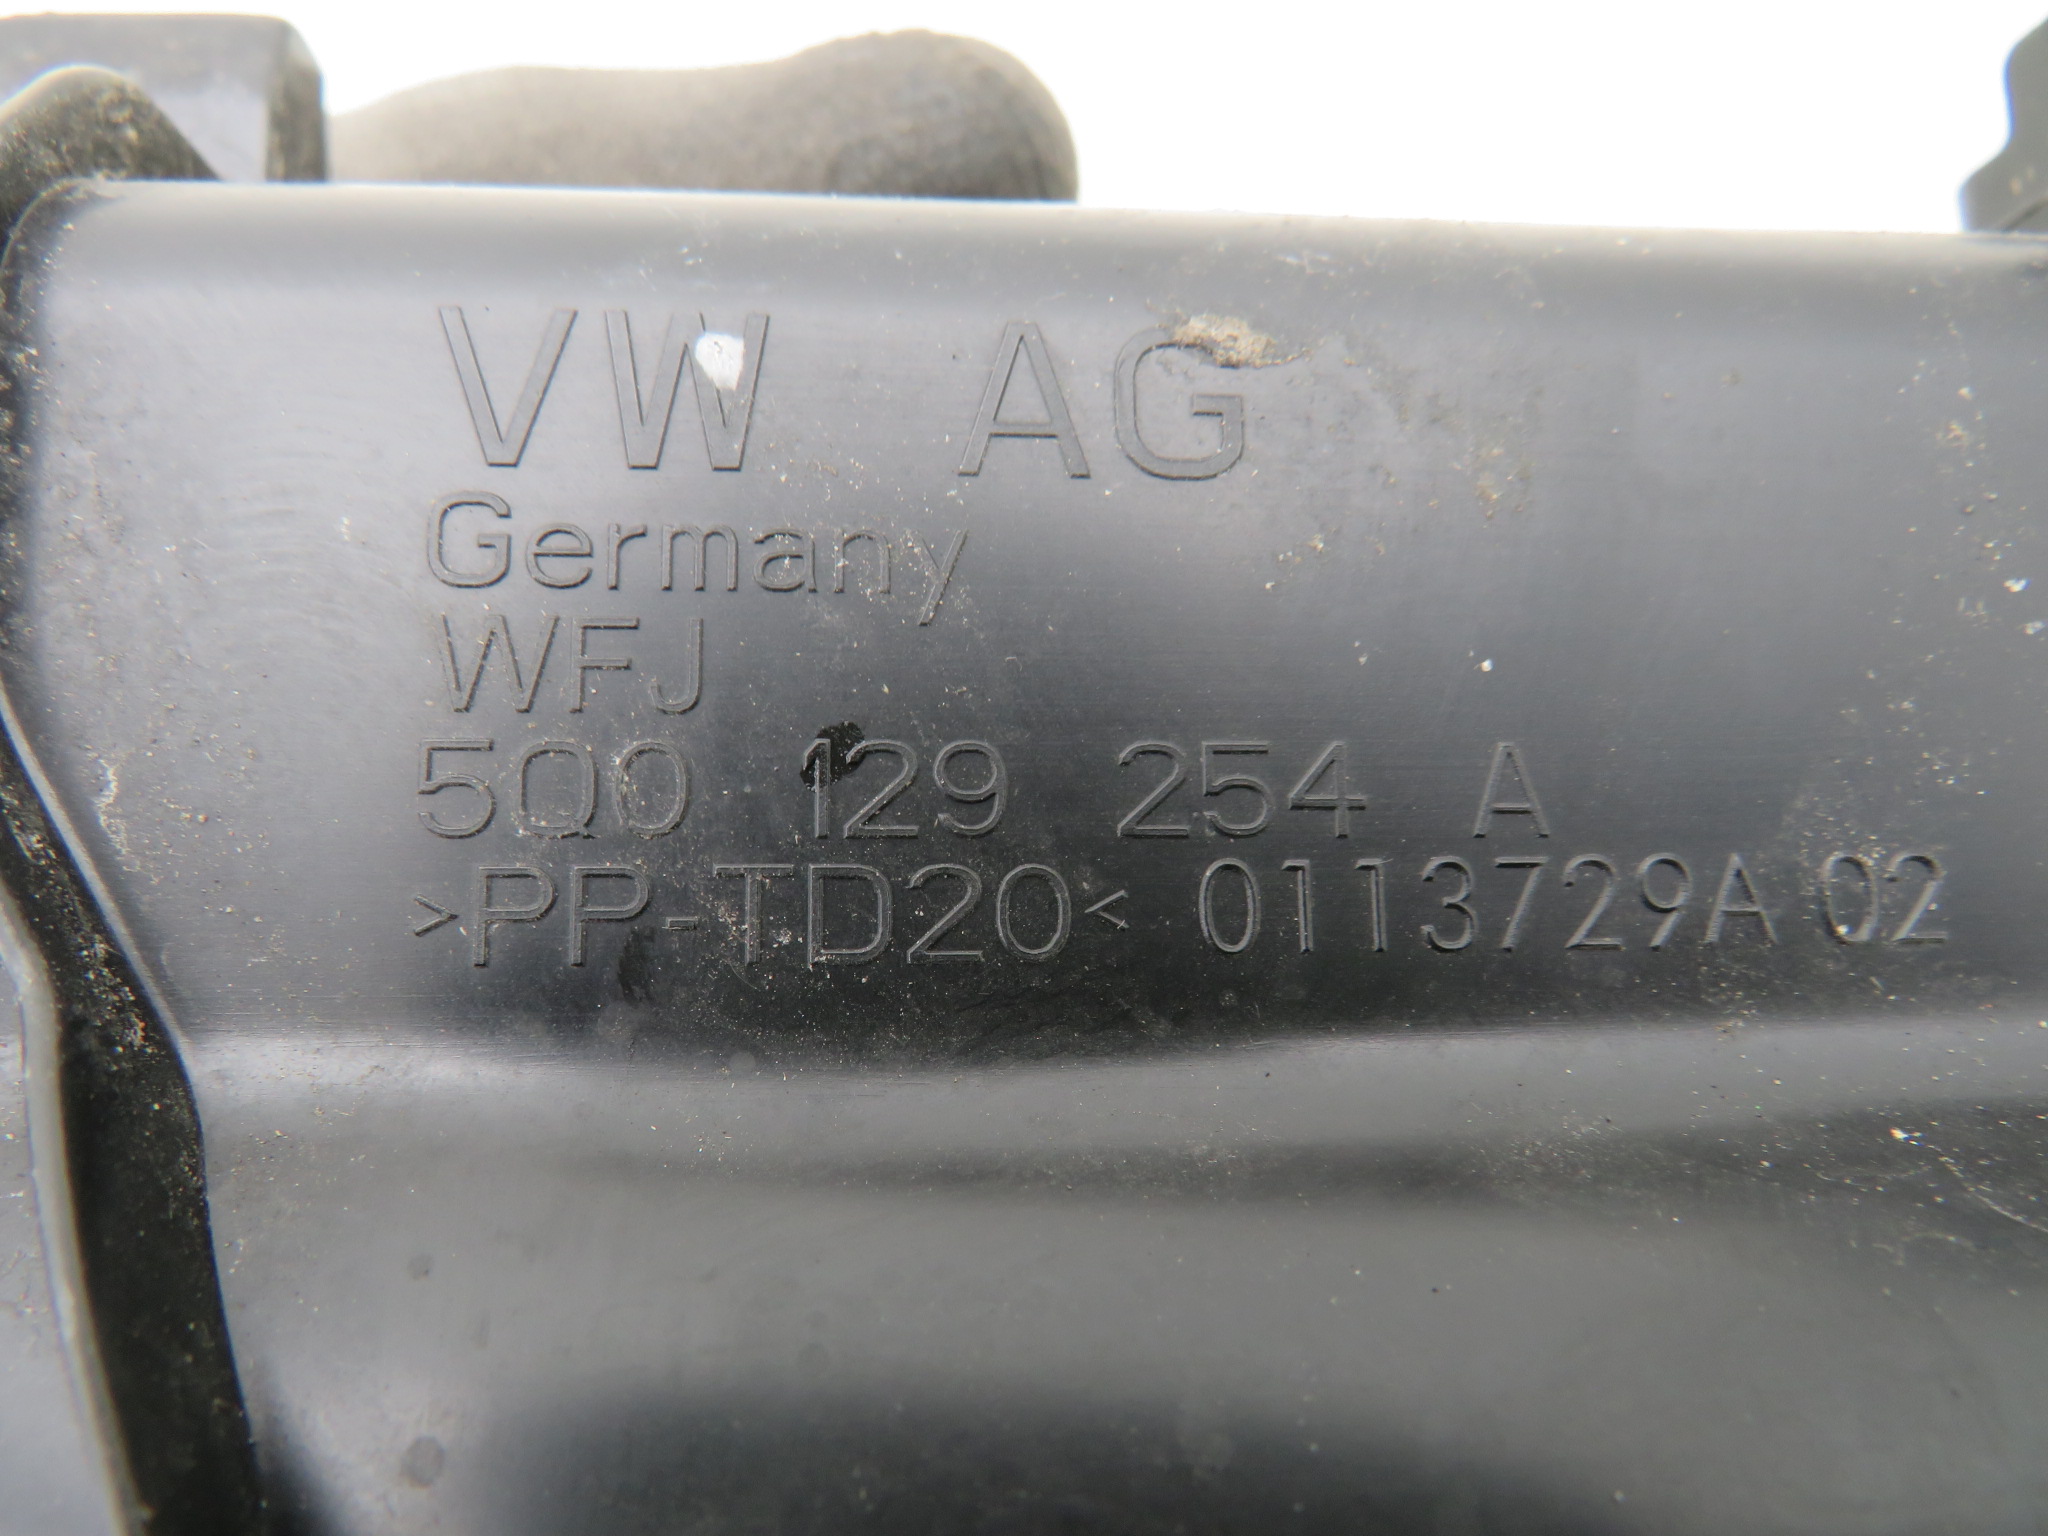 VW AG
Germany
WFJ
5Q0 129 254 A
>PP-TD20< 0113729A 02